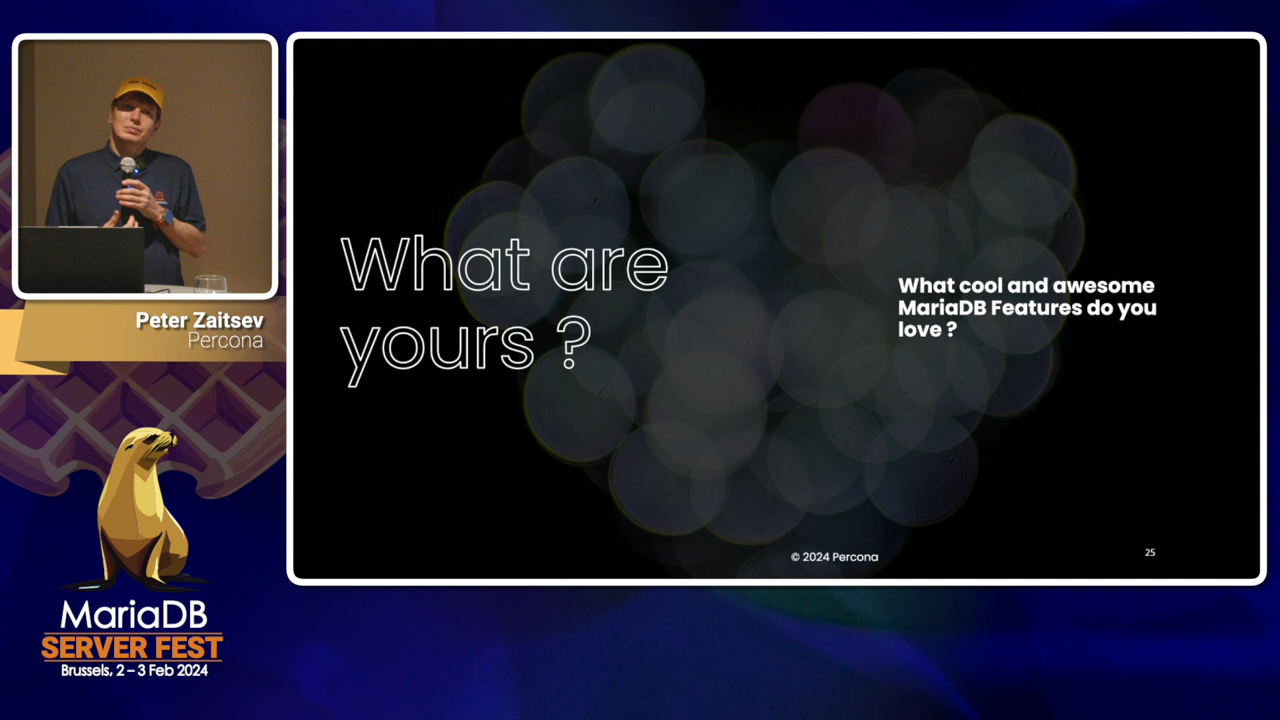 Peter Zaitsev
Percona
MariaDB
SERVER FEST
Brussels, 2 – 3 Feb 2024
What are
yours ?
What cool and awesome
MariaDB Features do you
love ?
© 2024 Percona
25